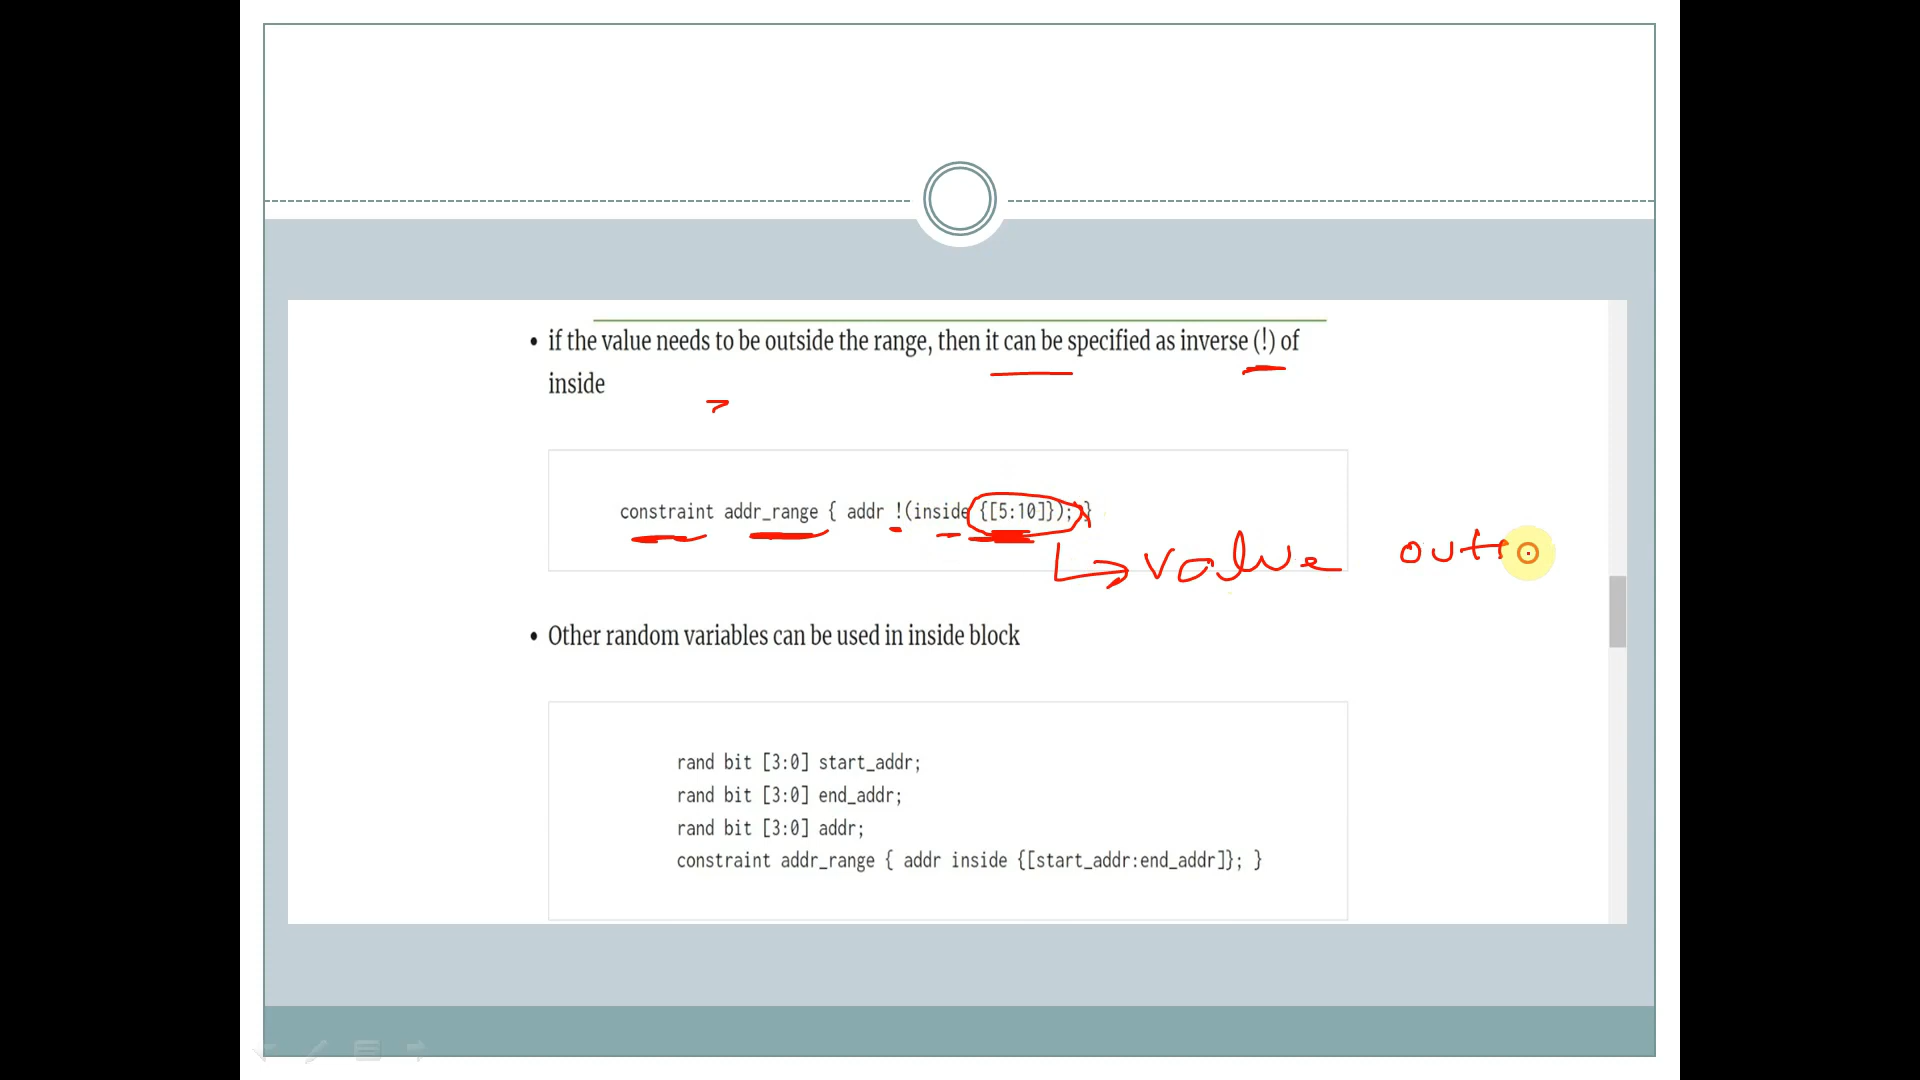 • if the value needs to be outside the range, then it can be specified as inverse (!) of
inside
constraint addr_range { addr !(inside {[5:10]}); }
value out
• Other random variables can be used in inside block
rand bit [3:0] start_addr;
rand bit [3:0] end_addr;
rand bit [3:0] addr;
constraint addr_range { addr inside {[start_addr:end_addr]}; }